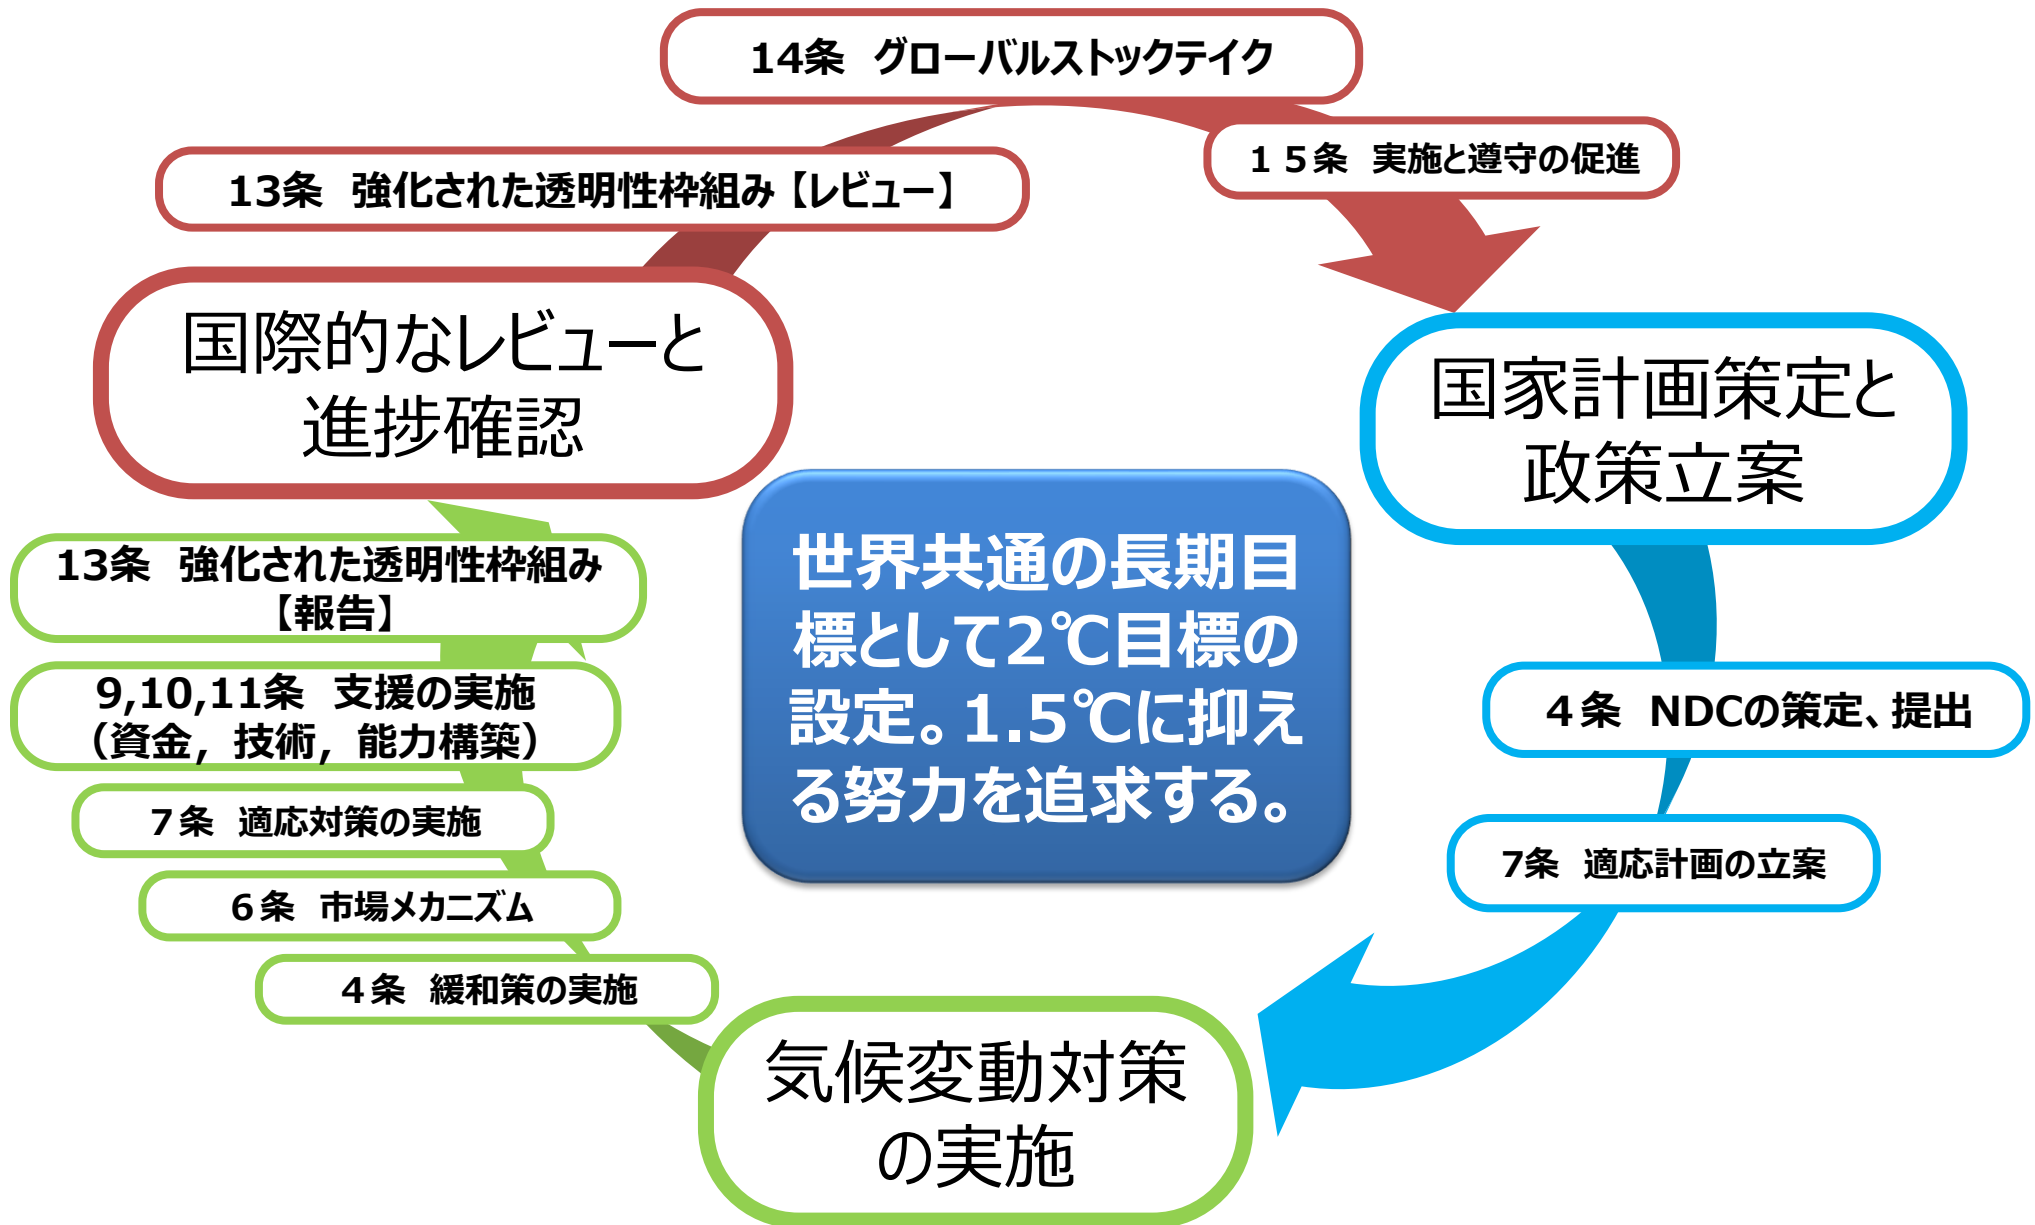 14条　グローバルストックテイク
１５条　実施と遵守の促進
13条　強化された透明性枠組み【レビュー】
国際的なレビューと
進捗確認
国家計画策定と
政策立案
世界共通の長期目
標として2℃目標の
設定。1.5℃に抑え
る努力を追求する。
13条　強化された透明性枠組み
【報告】
9,10,11条　支援の実施
（資金，技術，能力構築）
７条　適応対策の実施
６条　市場メカニズム
４条　緩和策の実施
４条　NDCの策定、提出
7条　適応計画の立案
気候変動対策
の実施